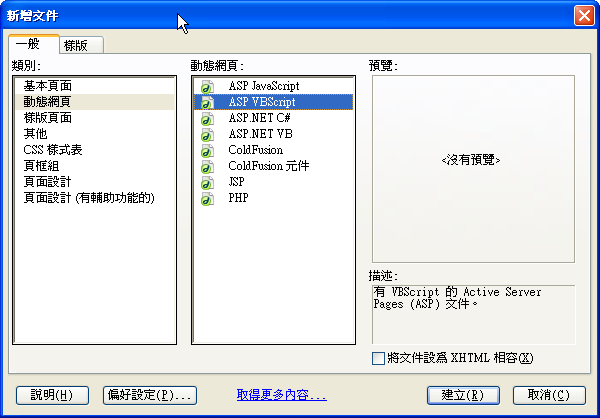 新增文件
一般
樣版
類別:
基本頁面
動態網頁
樣版頁面
其他
CSS 樣式表
頁框組
頁面設計
頁面設計 (有輔助功能的)
動態網頁:
ASP JavaScript
ASP VBScript
ASP.NET C#
ASP.NET VB
ColdFusion
ColdFusion 元件
JSP
PHP
預覽:
<沒有預覽>
描述:
有 VBScript 的 Active Server
Pages (ASP) 文件。
將文件設為 XHTML 相容(X)
說明(H)
偏好設定(P)...
取得更多內容...
建立(R)
取消(C)